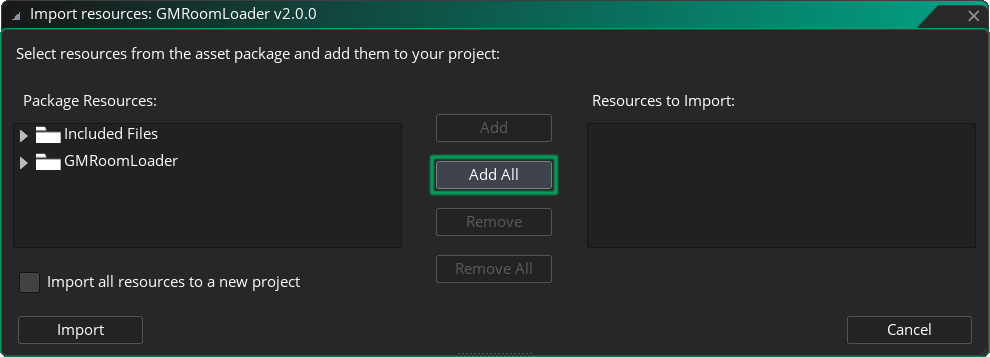 Import resources: GMRoomLoader v2.0.0
Select resources from the asset package and add them to your project:
Package Resources:
Resources to Import:
Included Files
GMRoomLoader
Add
Add All
Remove
Remove All
Import all resources to a new project
Import
Cancel